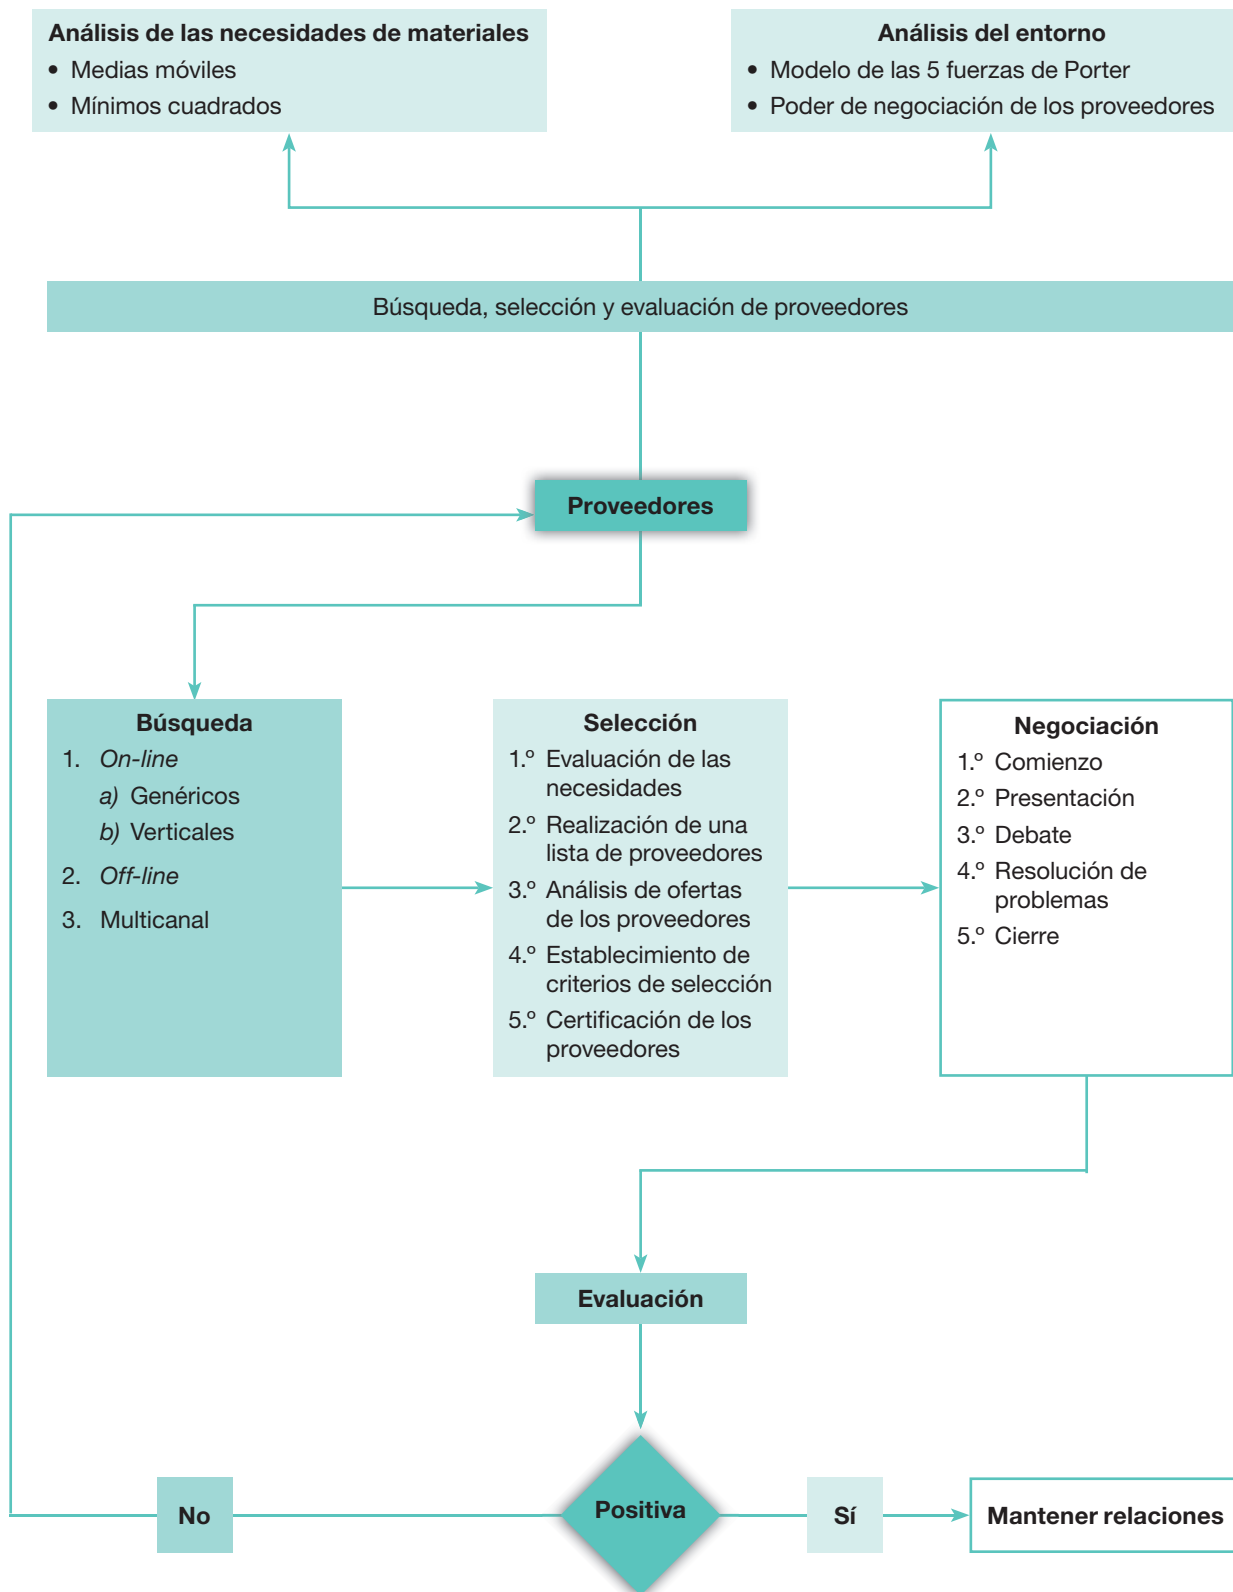 Análisis de las necesidades de materiales
• Medias móviles
• Mínimos cuadrados
Análisis del entorno
• Modelo de las 5 fuerzas de Porter
• Poder de negociación de los proveedores
Búsqueda, selección y evaluación de proveedores
Proveedores
Búsqueda
1. On-line
a) Genéricos
b) Verticales
2. Off-line
3. Multicanal
Selección
1.º Evaluación de las
necesidades
2.º Realización de una
lista de proveedores
3.º Análisis de ofertas
de los proveedores
4.º Establecimiento de
criterios de selección
5.º Certificación de los
proveedores
Negociación
1.º Comienzo
2.º Presentación
3.º Debate
4.º Resolución de
problemas
5.º Cierre
Evaluación
No
Positiva
Sí
Mantener relaciones